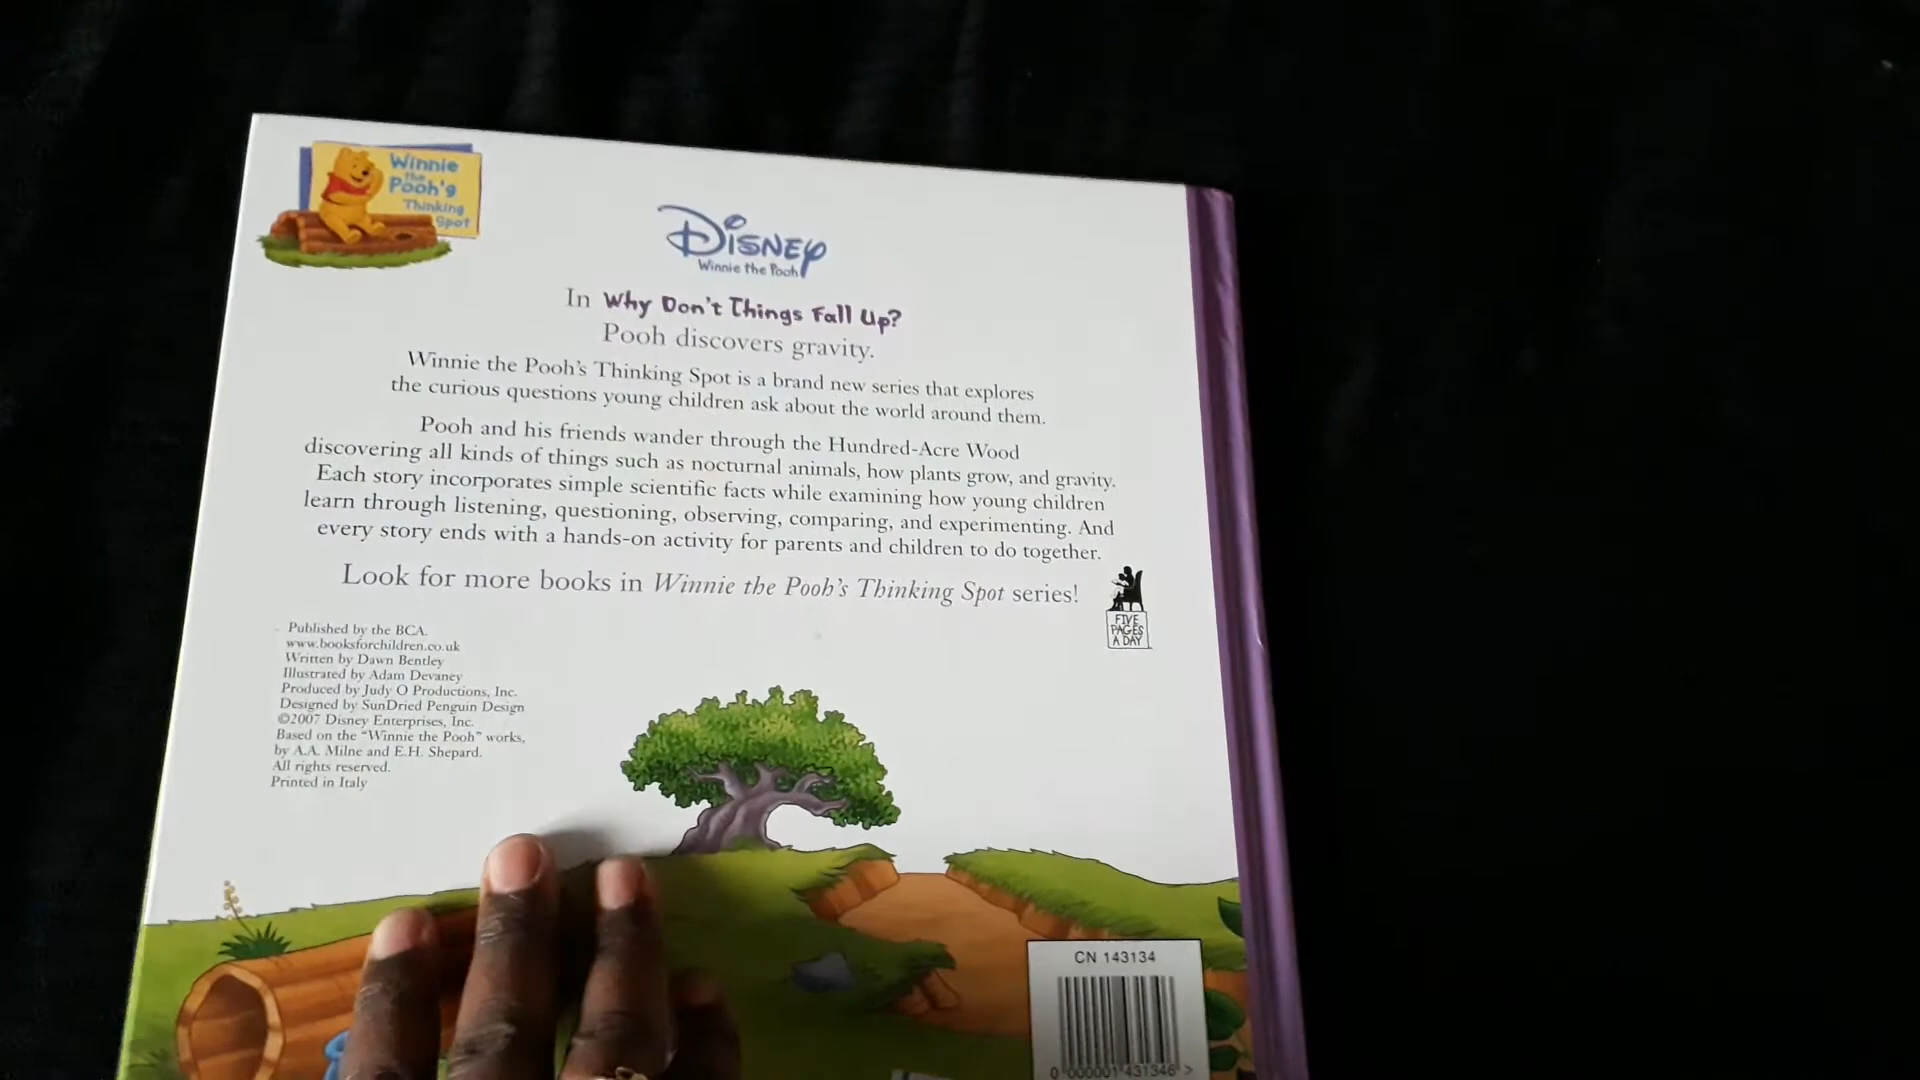 Winnie
the
Pooh's
Thinking
Spot
Disney
Winnie the Pooh
In Why Don't Things Fall Up?
Pooh discovers gravity.
Winnie the Pooh's Thinking Spot is a brand new series that explores
the curious questions young children ask about the world around them.
Pooh and his friends wander through the Hundred-Acre Wood
discovering all kinds of things such as nocturnal animals, how plants grow, and gravity.
Each story incorporates simple scientific facts while examining how young children
learn through listening, questioning, observing, comparing, and experimenting. And
every story ends with a hands-on activity for parents and children to do together.
Look for more books in Winnie the Pooh's Thinking Spot series!
FIVE
PAGES
A DAY
Published by the BCA.
www.booksforchildren.co.uk
Written by Dawn Bentley
Illustrated by Adam Devaney
Produced by Judy O Productions, Inc.
Designed by SunDried Penguin Design
©2007 Disney Enterprises, Inc.
Based on the "Winnie the Pooh" works,
by A.A. Milne and E.H. Shepard.
All rights reserved.
Printed in Italy
CN 143134
0 000001 431346 >